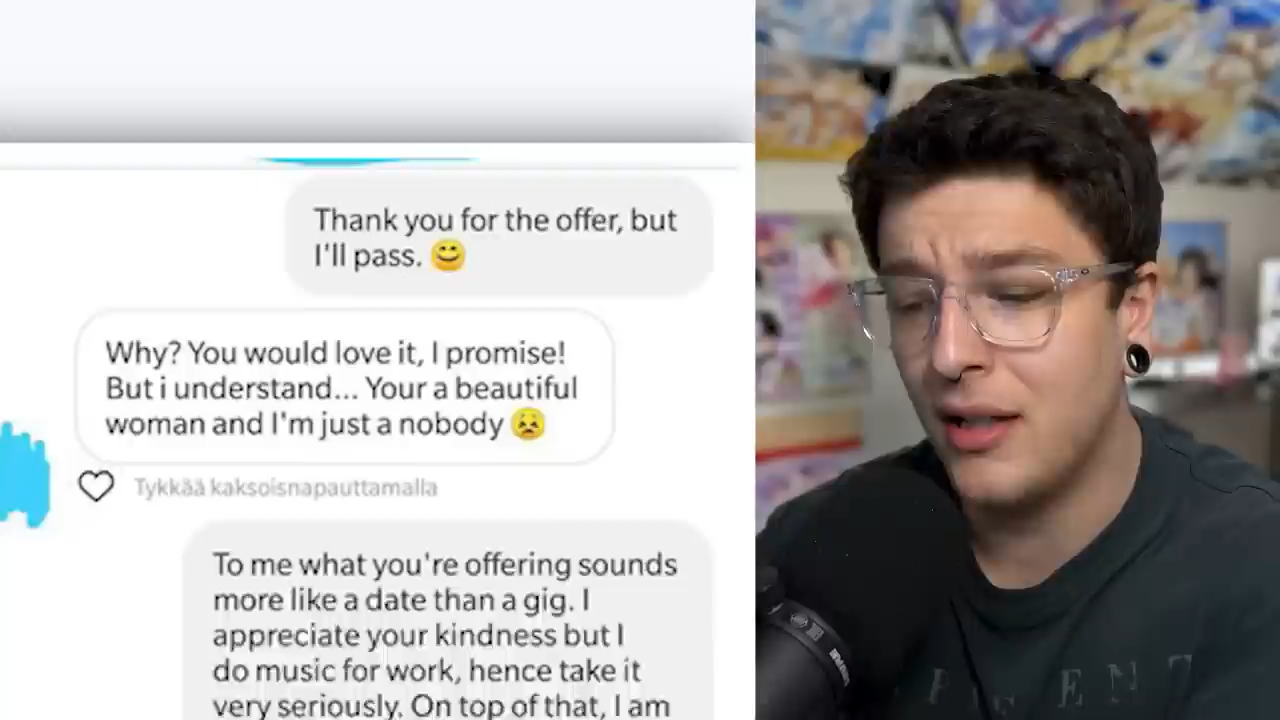 Thank you for the offer, but
I'll pass. 😄
Why? You would love it, I promise!
But i understand... Your a beautiful
woman and I'm just a nobody 😣
Tykkää kaksoisnapauttamalla
To me what you're offering sounds
more like a date than a gig. I
appreciate your kindness but I
do music for work, hence take it
very seriously. On top of that, I am